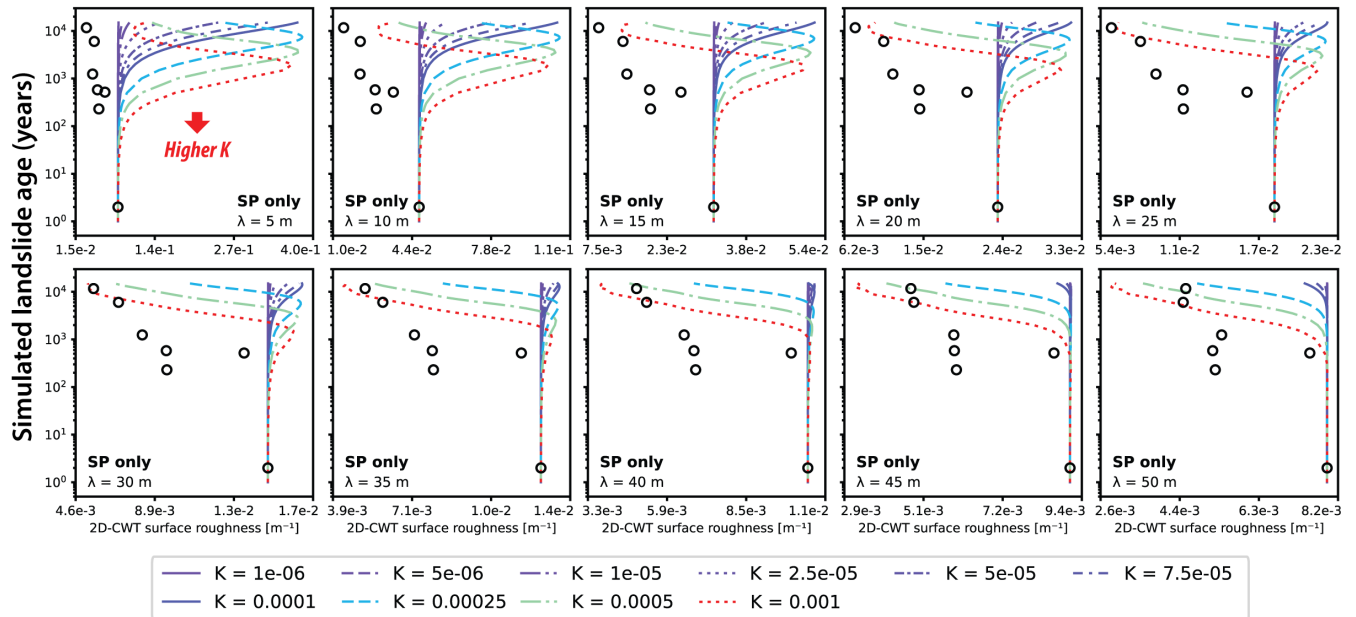 Simulated landslide age (years)
10⁴
10³
10²
10¹
10⁰
Higher K
SP only
λ = 5 m
1.5e-2 1.4e-1 2.7e-1 4.0e-1
SP only
λ = 10 m
1.0e-2 4.4e-2 7.8e-2 1.1e-1
SP only
λ = 15 m
7.5e-3 2.3e-2 3.8e-2 5.4e-2
SP only
λ = 20 m
6.2e-3 1.5e-2 2.4e-2 3.3e-2
SP only
λ = 25 m
5.4e-3 1.1e-2 1.7e-2 2.3e-2
10⁴
10³
10²
10¹
10⁰
SP only
λ = 30 m
4.6e-3 8.9e-3 1.3e-2 1.7e-2
2D-CWT surface roughness [m⁻¹]
SP only
λ = 35 m
3.9e-3 7.1e-3 1.0e-2 1.4e-2
2D-CWT surface roughness [m⁻¹]
SP only
λ = 40 m
3.3e-3 5.9e-3 8.5e-3 1.1e-2
2D-CWT surface roughness [m⁻¹]
SP only
λ = 45 m
2.9e-3 5.1e-3 7.2e-3 9.4e-3
2D-CWT surface roughness [m⁻¹]
SP only
λ = 50 m
2.6e-3 4.4e-3 6.3e-3 8.2e-3
2D-CWT surface roughness [m⁻¹]
K = 1e-06 K = 5e-06 K = 1e-05 K = 2.5e-05 K = 5e-05 K = 7.5e-05
K = 0.0001 K = 0.00025 K = 0.0005 K = 0.001